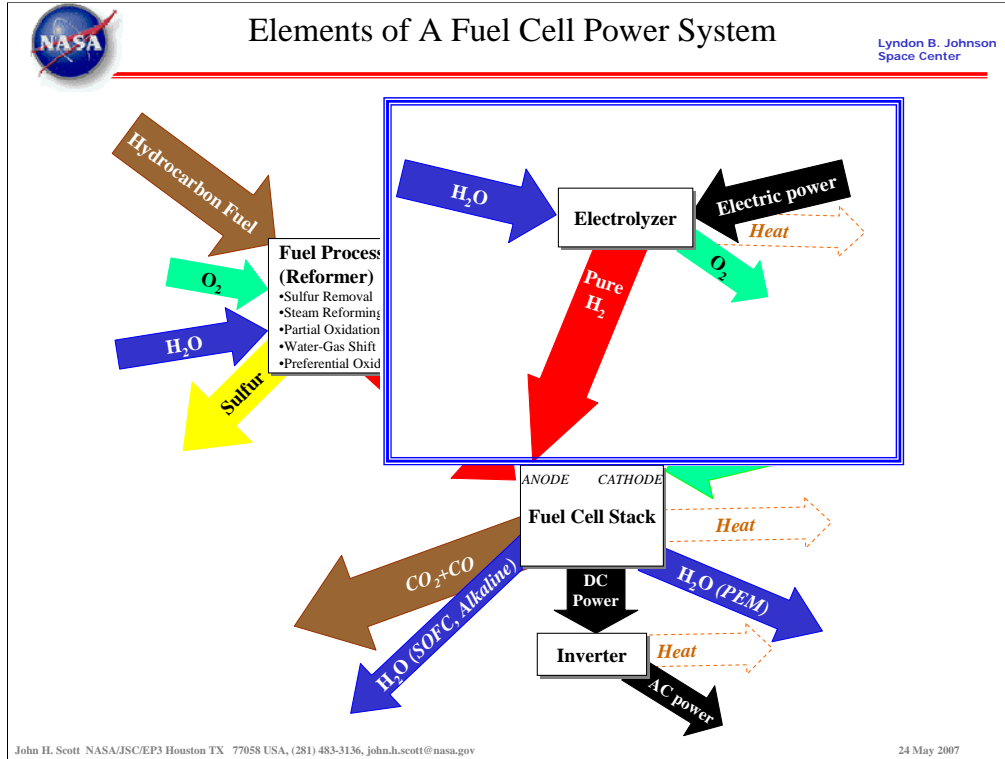 NASA
Elements of A Fuel Cell Power System
Lyndon B. Johnson
Space Center
Hydrocarbon Fuel
O₂
H₂O
Sulfur
Fuel Process
(Reformer)
•Sulfur Removal
•Steam Reforming
•Partial Oxidation
•Water-Gas Shift
•Preferential Oxid
H₂O
Electrolyzer
Electric power
Heat
O₂
Pure
H₂
ANODE CATHODE
Fuel Cell Stack
Heat
CO₂+CO
H₂O (SOFC, Alkaline)
DC
Power
H₂O (PEM)
Inverter
Heat
AC power
John H. Scott NASA/JSC/EP3 Houston TX 77058 USA, (281) 483-3136, john.h.scott@nasa.gov
24 May 2007